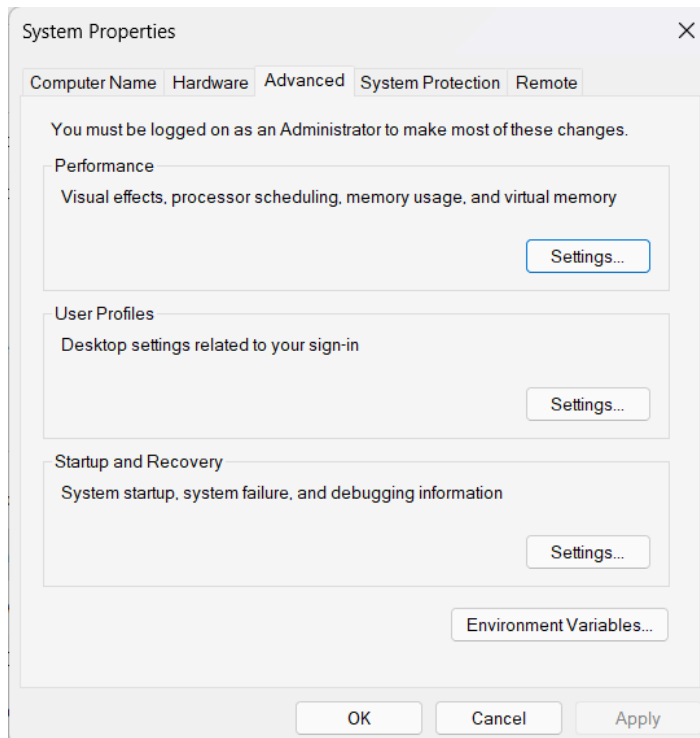 System Properties
Computer Name Hardware Advanced System Protection Remote
You must be logged on as an Administrator to make most of these changes.
Performance
Visual effects, processor scheduling, memory usage, and virtual memory
Settings...
User Profiles
Desktop settings related to your sign-in
Settings...
Startup and Recovery
System startup, system failure, and debugging information
Settings...
Environment Variables...
OK Cancel Apply